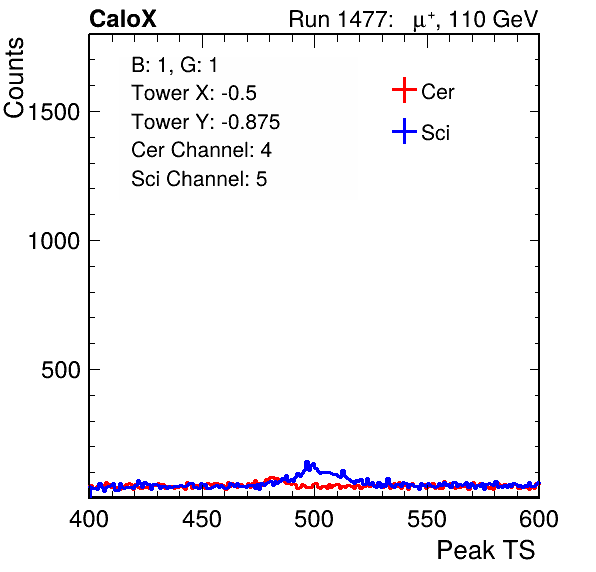 CaloX Run 1477: μ⁺, 110 GeV
Counts
B: 1, G: 1
Tower X: -0.5
Tower Y: -0.875
Cer Channel: 4
Sci Channel: 5
Cer
Sci
1500
1000
500
400 450 500 550 600
Peak TS